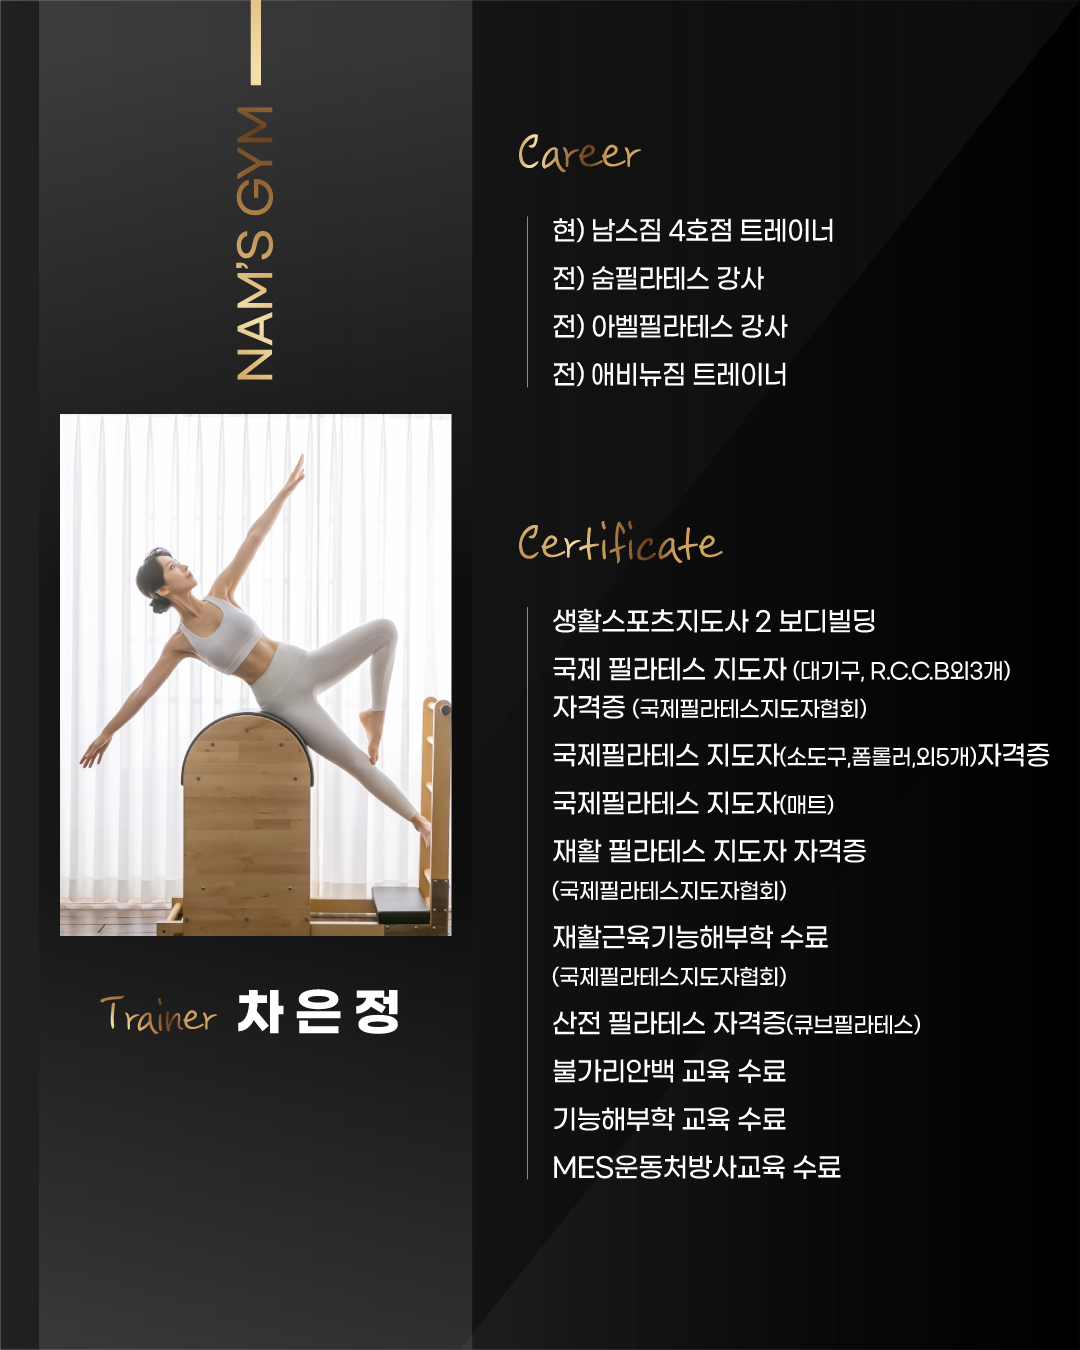 NAM'S GYM
Career
현) 남스짐 4호점 트레이너
전) 숨필라테스 강사
전) 아벨필라테스 강사
전) 애비뉴짐 트레이너
Certificate
생활스포츠지도사 2 보디빌딩
국제 필라테스 지도자 (대기구, R.C.C.B외3개)
자격증 (국제필라테스지도자협회)
국제필라테스 지도자(소도구,폼롤러,외5개)자격증
국제필라테스 지도자(매트)
재활 필라테스 지도자 자격증
(국제필라테스지도자협회)
재활근육기능해부학 수료
(국제필라테스지도자협회)
산전 필라테스 자격증(큐브필라테스)
불가리안백 교육 수료
기능해부학 교육 수료
MES운동처방사교육 수료
Trainer 차은정